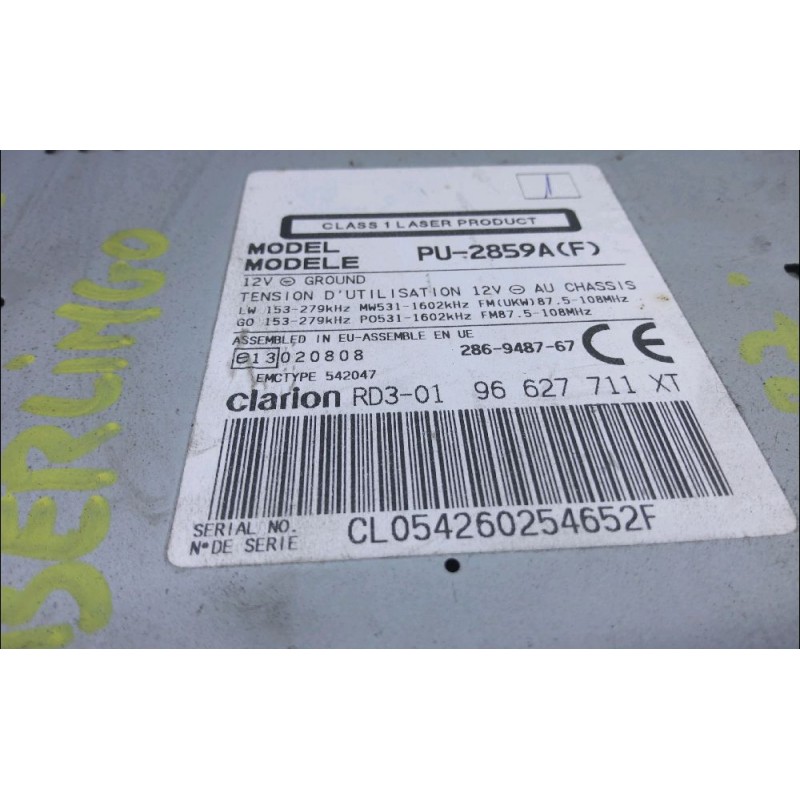 CLASS 1 LASER PRODUCT
MODEL
MODELE PU-2859A(F)
12V ⊖ GROUND
TENSION D'UTILISATION 12V ⊖ AU CHASSIS
LW 153-279kHz MW531-1602kHz FM(UKW)87.5-108MHz
GO 153-279kHz PO531-1602kHz FM87.5-108MHz
ASSEMBLED IN EU-ASSEMBLE EN UE
e13 020808 286-9487-67 CE
EMCTYPE 542047
clarion RD3-01 96 627 711 XT
SERIAL NO.
N° DE SERIE CL054260254652F
BERLINGO